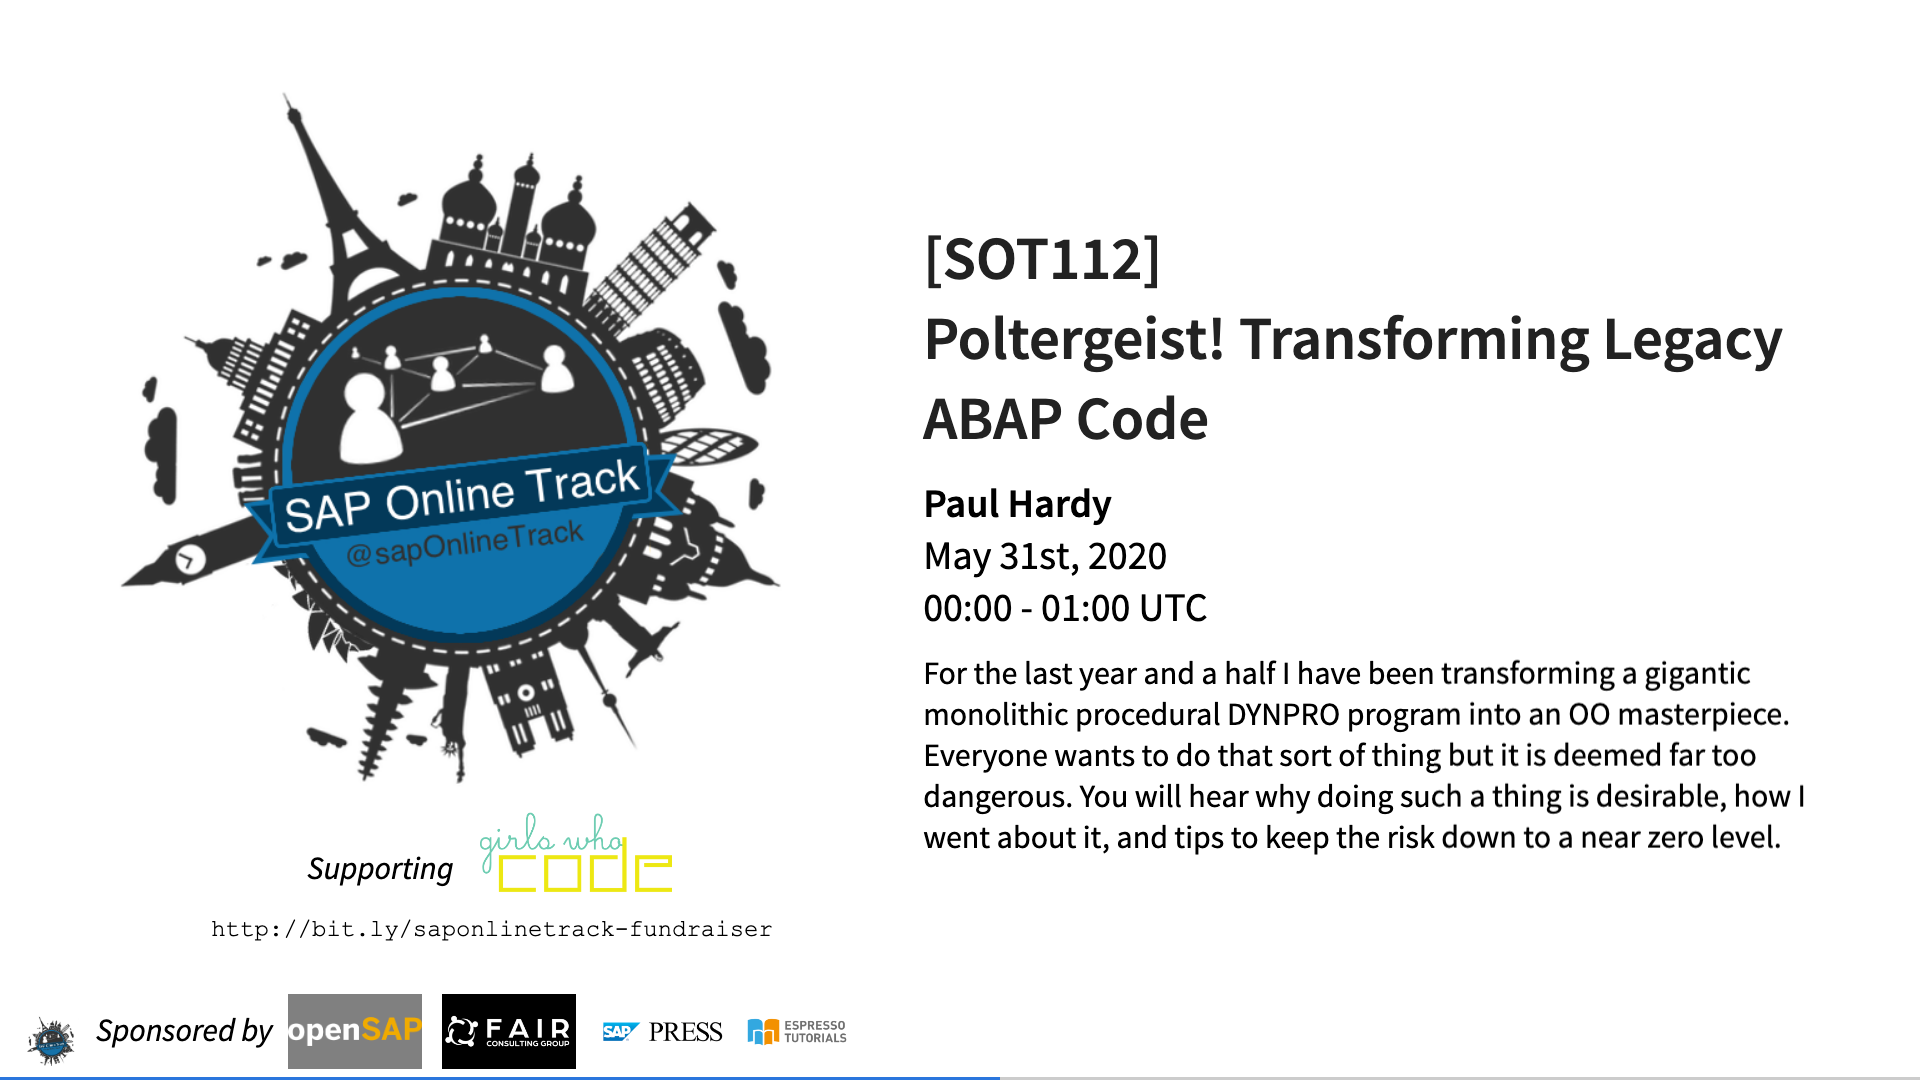 SAP Online Track
@sapOnlineTrack
Supporting
girls who
code
http://bit.ly/saponlinetrack-fundraiser
[SOT112]
Poltergeist! Transforming Legacy
ABAP Code
Paul Hardy
May 31st, 2020
00:00 - 01:00 UTC
For the last year and a half I have been transforming a gigantic
monolithic procedural DYNPRO program into an OO masterpiece.
Everyone wants to do that sort of thing but it is deemed far too
dangerous. You will hear why doing such a thing is desirable, how I
went about it, and tips to keep the risk down to a near zero level.
Sponsored by
openSAP
FAIR
CONSULTING GROUP
SAP PRESS
ESPRESSO
TUTORIALS